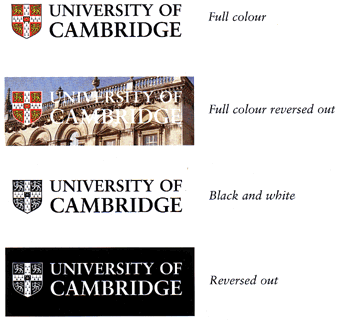 UNIVERSITY OF
CAMBRIDGE
Full colour
UNIVERSITY OF
CAMBRIDGE
Full colour reversed out
UNIVERSITY OF
CAMBRIDGE
Black and white
UNIVERSITY OF
CAMBRIDGE
Reversed out